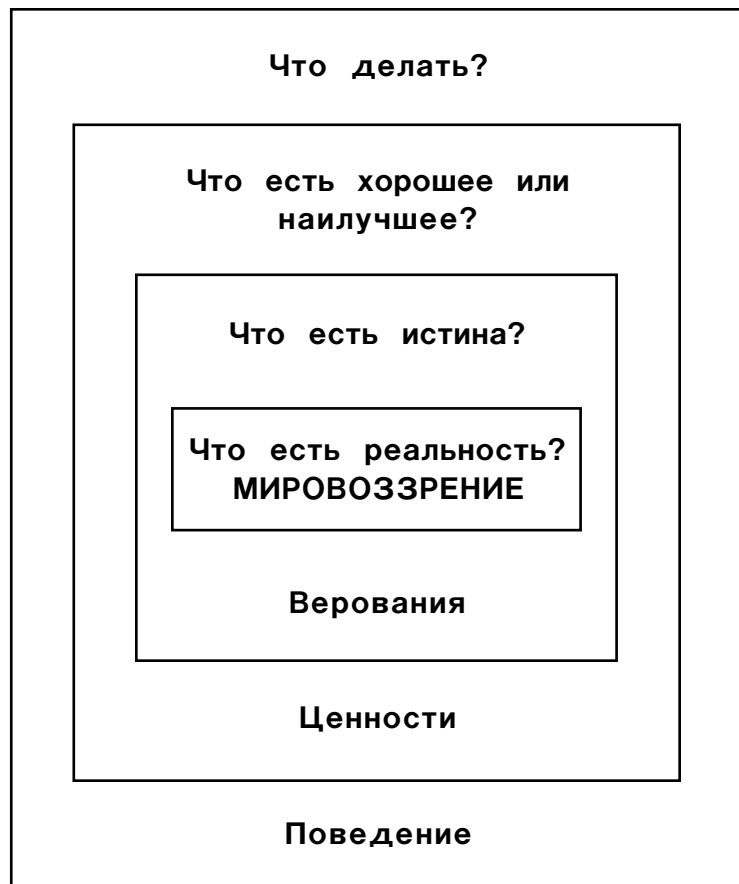 Что делать?
Что есть хорошее или
наилучшее?
Что есть истина?
Что есть реальность?
МИРОВОЗЗРЕНИЕ
Верования
Ценности
Поведение